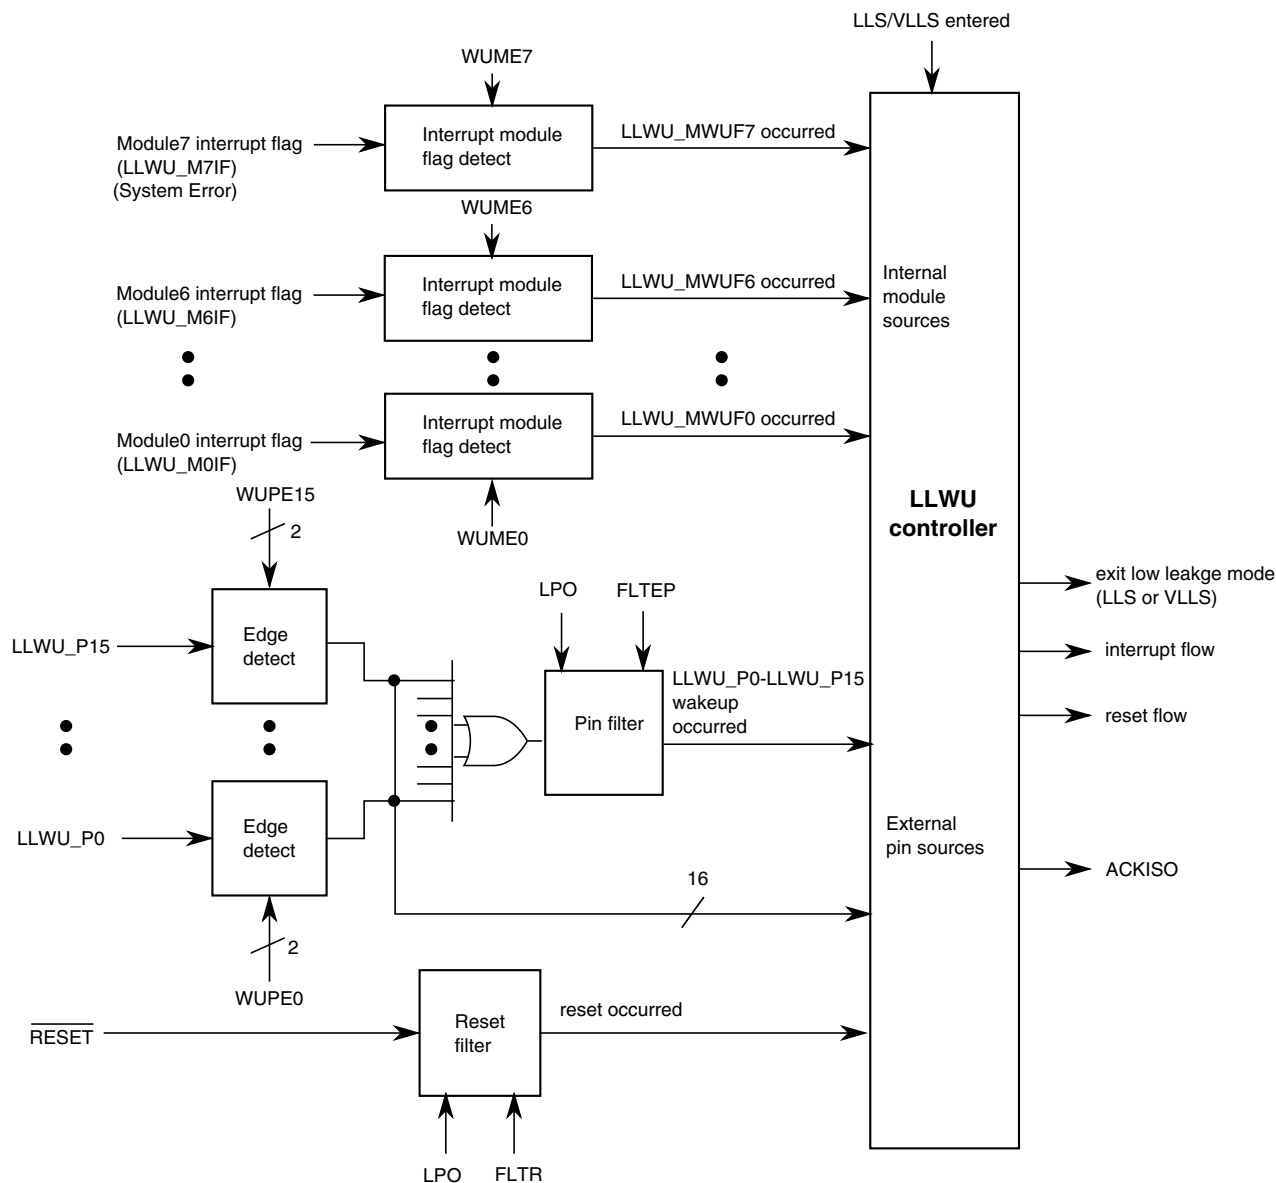 LLS/VLLS entered
WUME7
Module7 interrupt flag
(LLWU_M7IF)
(System Error)
Interrupt module
flag detect
LLWU_MWUF7 occurred
WUME6
Module6 interrupt flag
(LLWU_M6IF)
Interrupt module
flag detect
LLWU_MWUF6 occurred
Internal
module
sources
Module0 interrupt flag
(LLWU_M0IF)
Interrupt module
flag detect
LLWU_MWUF0 occurred
WUME0
LLWU
controller
WUPE15
2
LLWU_P15
Edge
detect
LPO
FLTEP
Pin filter
LLWU_P0-LLWU_P15
wakeup
occurred
exit low leakge mode
(LLS or VLLS)
interrupt flow
reset flow
LLWU_P0
Edge
detect
External
pin sources
ACKISO
16
2
WUPE0
RESET
Reset
filter
reset occurred
LPO
FLTR